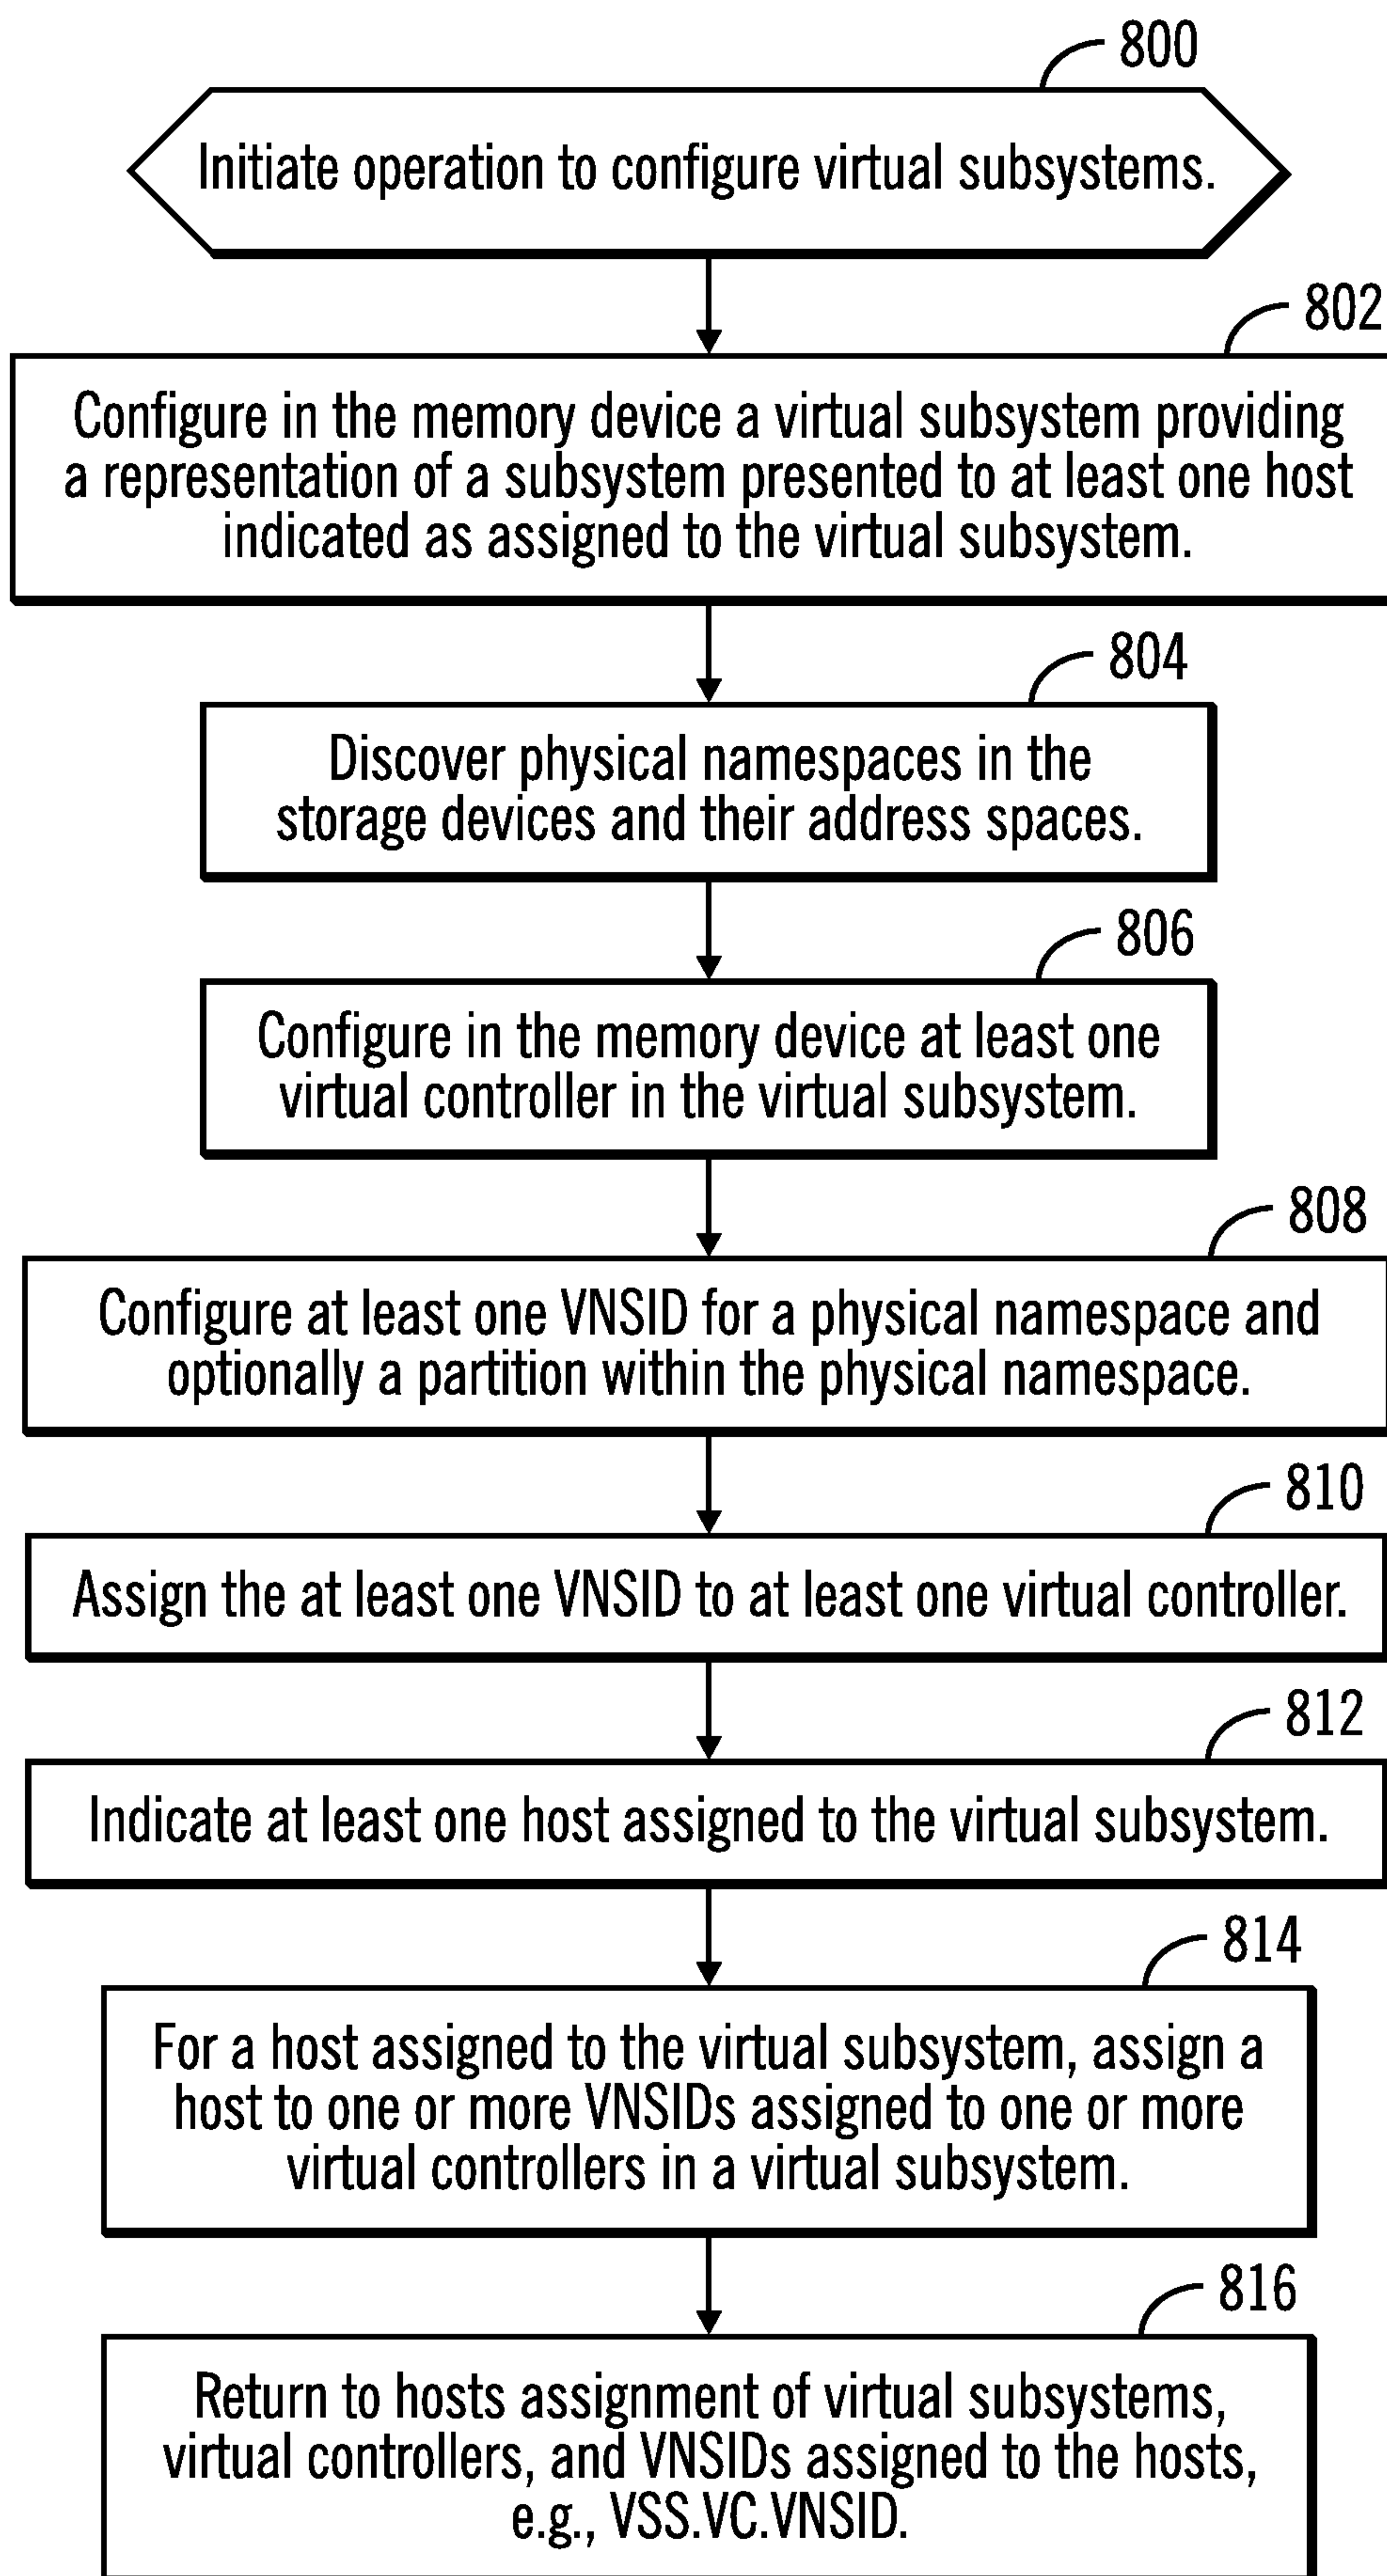 800
Initiate operation to configure virtual subsystems.
802
Configure in the memory device a virtual subsystem providing
a representation of a subsystem presented to at least one host
indicated as assigned to the virtual subsystem.
804
Discover physical namespaces in the
storage devices and their address spaces.
806
Configure in the memory device at least one
virtual controller in the virtual subsystem.
808
Configure at least one VNSID for a physical namespace and
optionally a partition within the physical namespace.
810
Assign the at least one VNSID to at least one virtual controller.
812
Indicate at least one host assigned to the virtual subsystem.
814
For a host assigned to the virtual subsystem, assign a
host to one or more VNSIDs assigned to one or more
virtual controllers in a virtual subsystem.
816
Return to hosts assignment of virtual subsystems,
virtual controllers, and VNSIDs assigned to the hosts,
e.g., VSS.VC.VNSID.